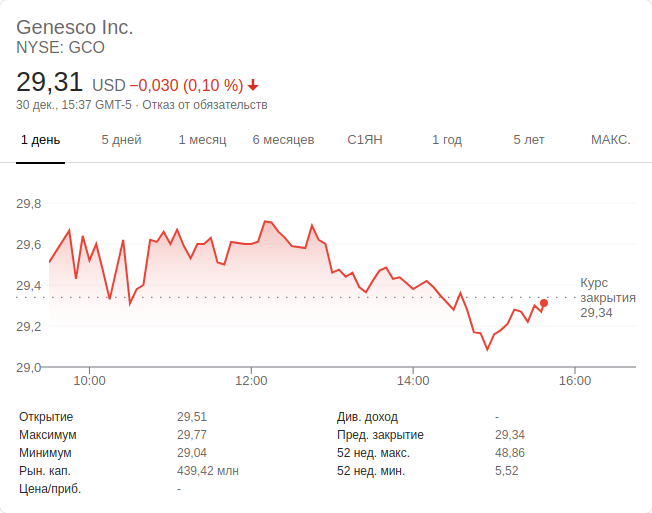 Genesco Inc.
NYSE: GCO
29,31 USD −0,030 (0,10 %)
30 дек., 15:37 GMT-5 · Отказ от обязательств
1 день 5 дней 1 месяц 6 месяцев С1ЯН 1 год 5 лет МАКС.
29,8
29,6
29,4
29,2
29,0
Курс
закрытия
29,34
10:00 12:00 14:00 16:00
Открытие 29,51
Максимум 29,77
Минимум 29,04
Рын. кап. 439,42 млн
Цена/приб. -
Див. доход -
Пред. закрытие 29,34
52 нед. макс. 48,86
52 нед. мин. 5,52